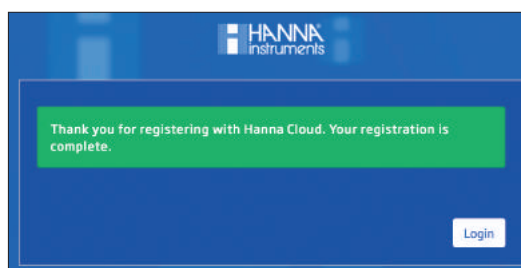 HANNA
instruments
Thank you for registering with Hanna Cloud. Your registration is
complete.
Login